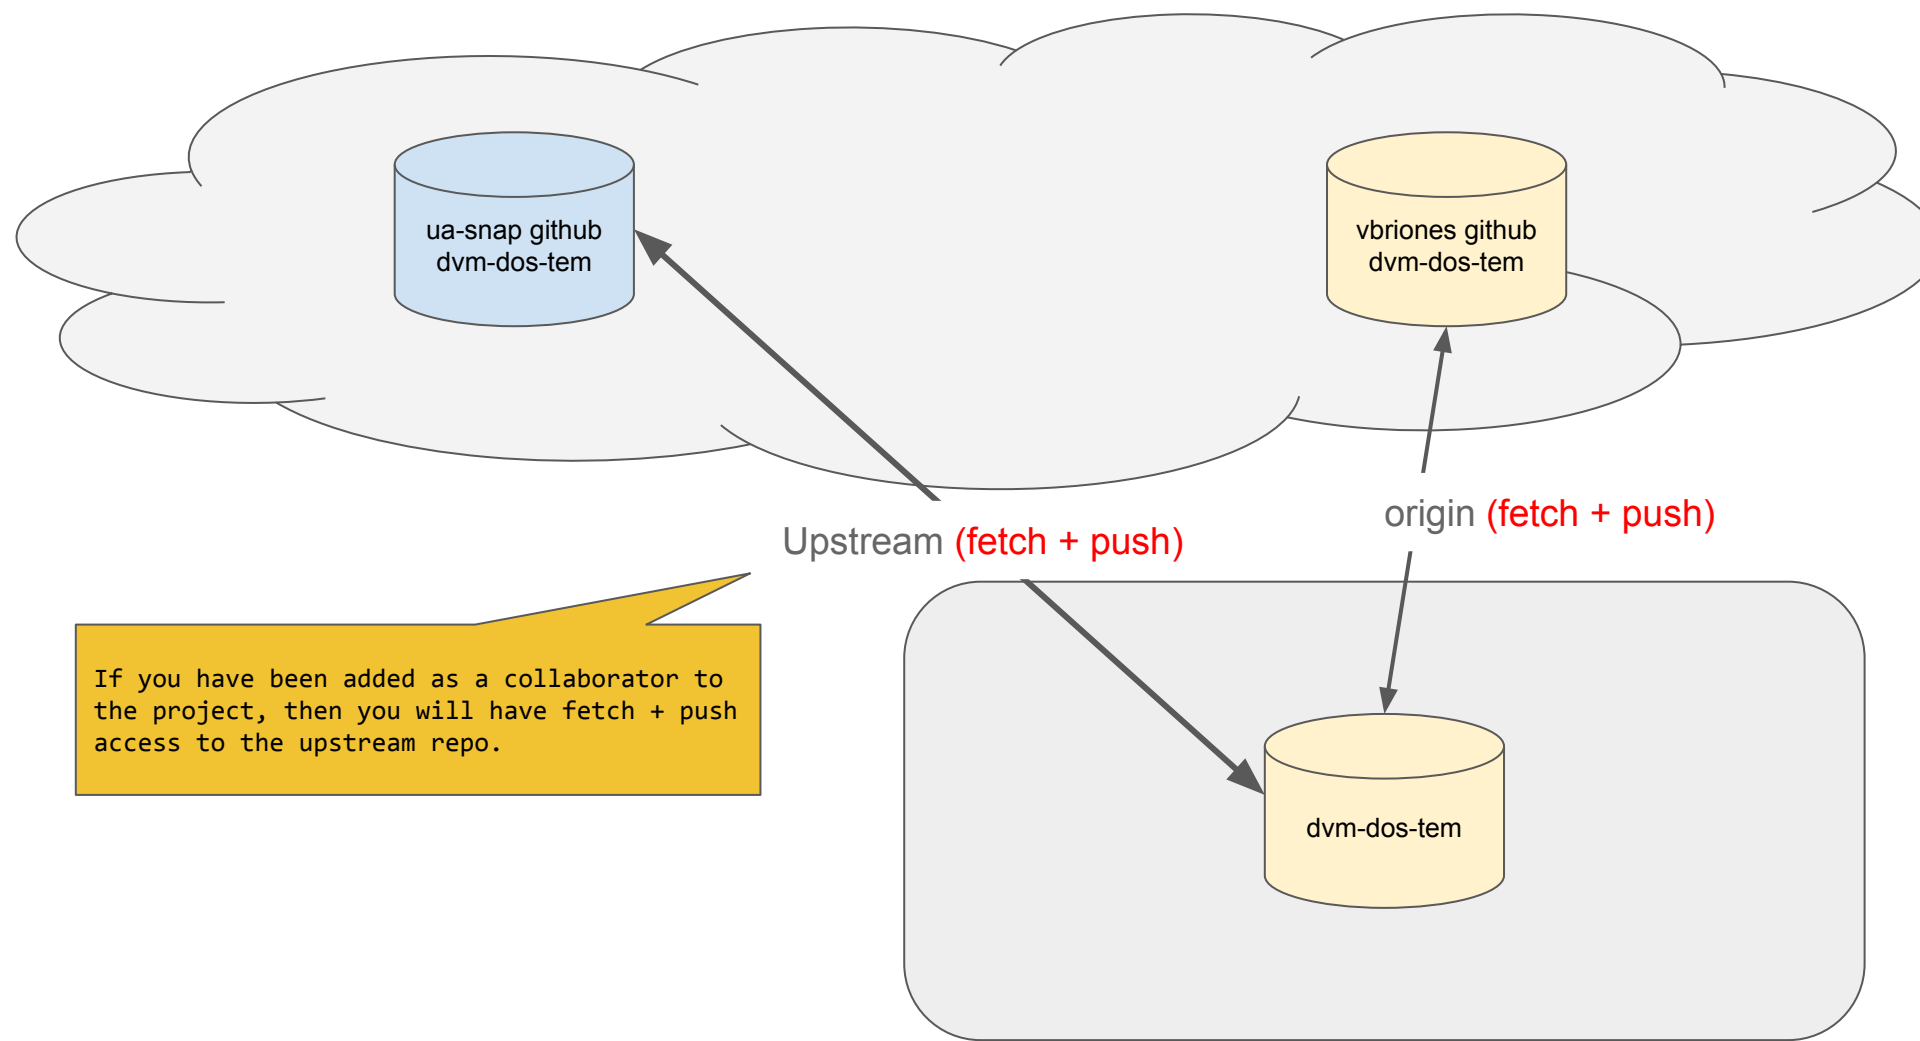 ua-snap github
dvm-dos-tem
vbriones github
dvm-dos-tem
origin (fetch + push)
Upstream (fetch + push)
If you have been added as a collaborator to
the project, then you will have fetch + push
access to the upstream repo.
dvm-dos-tem